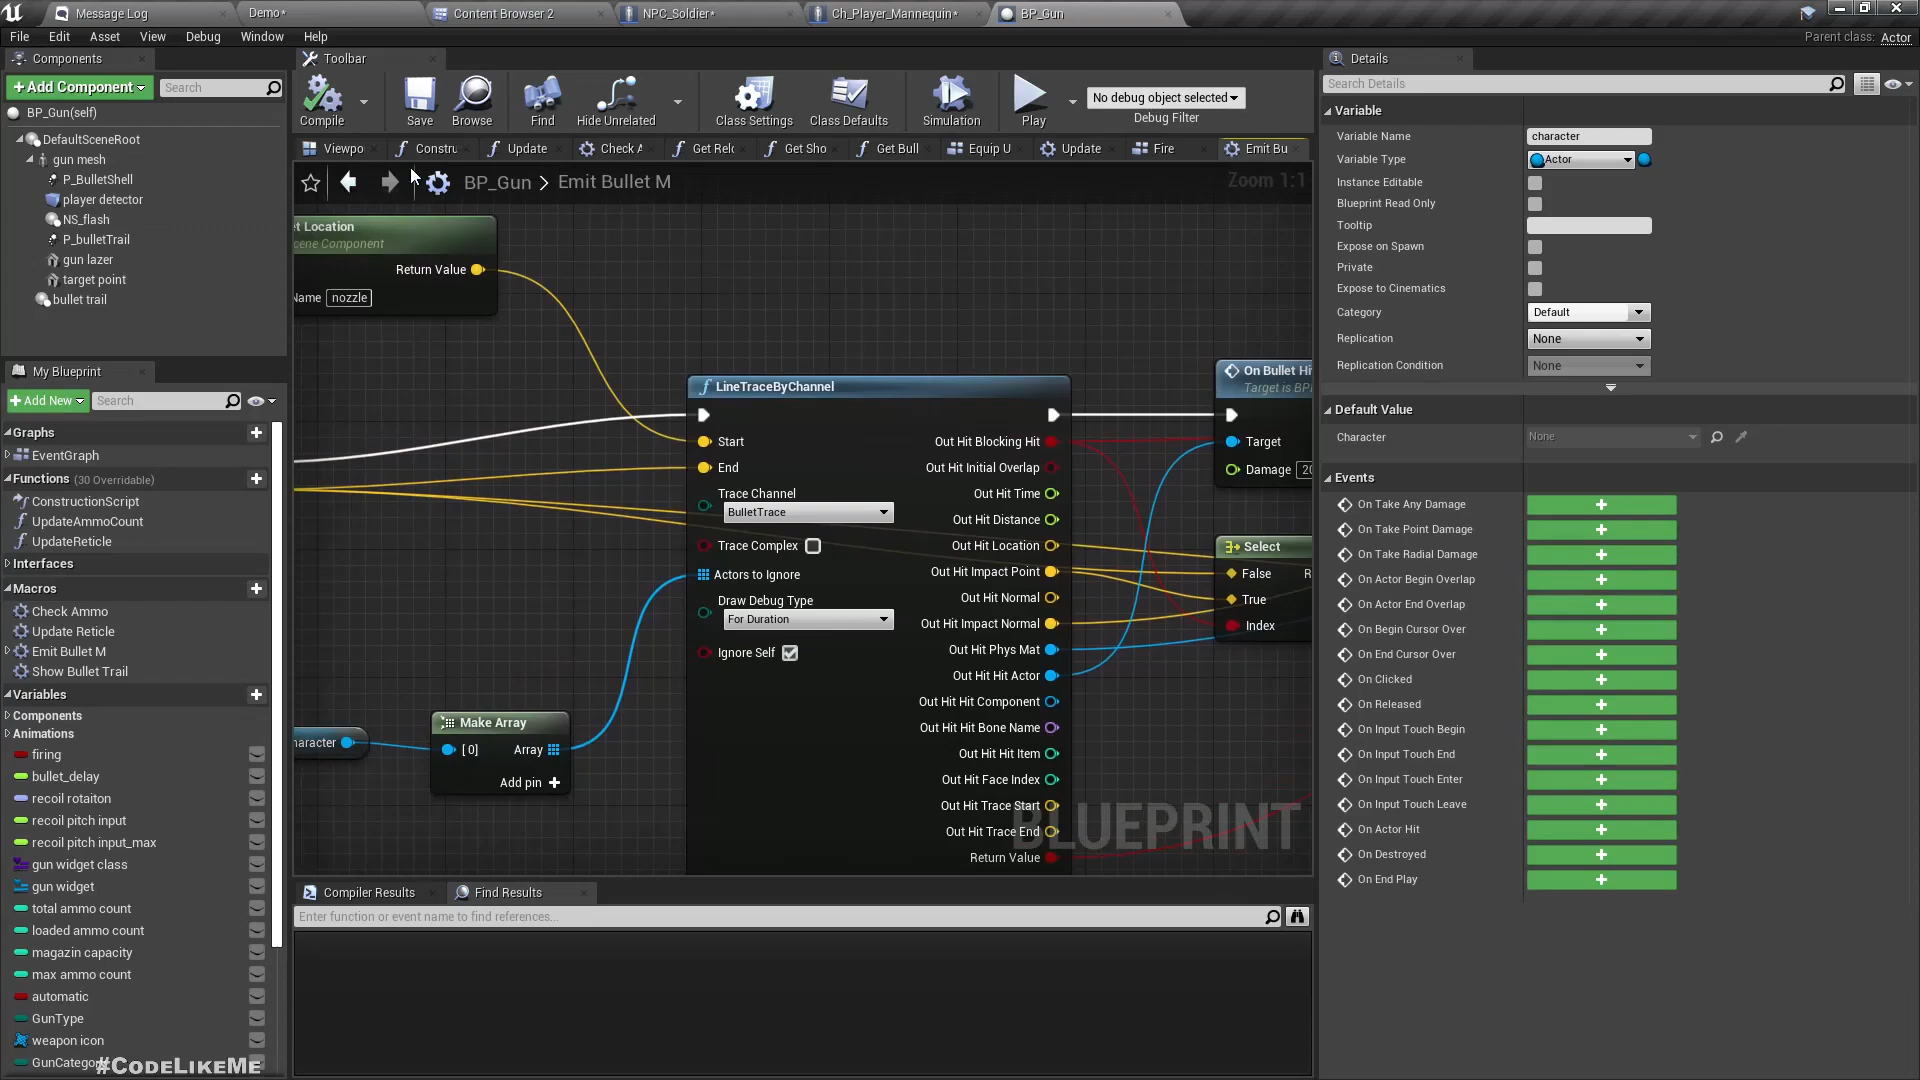 Message Log
Demo*
Content Browser 2
NPC_Soldier*
Ch_Player_Mannequin*
BP_Gun
File Edit Asset View Debug Window Help
Parent class: Actor
Components
Add Component
Search
BP_Gun(self)
DefaultSceneRoot
gun mesh
P_BulletShell
player detector
NS_flash
P_bulletTrail
gun lazer
target point
bullet trail
My Blueprint
Add New
Search
Graphs
EventGraph
Functions (30 Overridable)
ConstructionScript
UpdateAmmoCount
UpdateReticle
Interfaces
Macros
Check Ammo
Update Reticle
Emit Bullet M
Show Bullet Trail
Variables
Components
Animations
firing
bullet_delay
recoil rotaiton
recoil pitch input
recoil pitch input_max
gun widget class
gun widget
total ammo count
loaded ammo count
magazin capacity
max ammo count
automatic
GunType
weapon icon
GunCatego
#CodeLikeMe
Toolbar
Compile
Save
Browse
Find
Hide Unrelated
Class Settings
Class Defaults
Simulation
Play
No debug object selected
Debug Filter
Viewpo
Constru
Update
Check A
Get Relo
Get Sho
Get Bull
Equip U
Update
Fire
Emit Bu
BP_Gun > Emit Bullet M
Zoom 1:1
et Location
cene Component
Return Value
Name nozzle
LineTraceByChannel
Start
End
Trace Channel
BulletTrace
Trace Complex
Actors to Ignore
Draw Debug Type
For Duration
Ignore Self
Out Hit Blocking Hit
Out Hit Initial Overlap
Out Hit Time
Out Hit Distance
Out Hit Location
Out Hit Impact Point
Out Hit Normal
Out Hit Impact Normal
Out Hit Phys Mat
Out Hit Hit Actor
Out Hit Hit Component
Out Hit Hit Bone Name
Out Hit Hit Item
Out Hit Face Index
Out Hit Trace Start
Out Hit Trace End
Return Value
haracter
Make Array
[ 0] Array
Add pin
On Bullet Hi
Target is BP
Target
Damage 20
Select
False R
True
Index
BLUEPRINT
Compiler Results
Find Results
Enter function or event name to find references...
Details
Search Details
Variable
Variable Name character
Variable Type Actor
Instance Editable
Blueprint Read Only
Tooltip
Expose on Spawn
Private
Expose to Cinematics
Category Default
Replication None
Replication Condition None
Default Value
Character None
Events
On Take Any Damage
On Take Point Damage
On Take Radial Damage
On Actor Begin Overlap
On Actor End Overlap
On Begin Cursor Over
On End Cursor Over
On Clicked
On Released
On Input Touch Begin
On Input Touch End
On Input Touch Enter
On Input Touch Leave
On Actor Hit
On Destroyed
On End Play